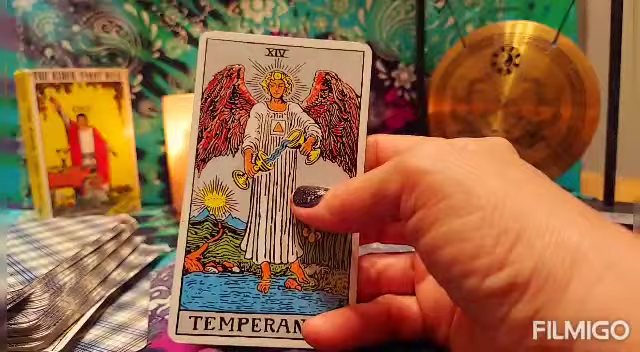 XIV
THE RIDER TAROT DECK
TEMPERAN
FILMIGO